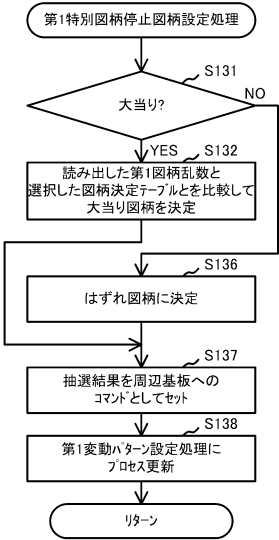 第1特別図柄停止図柄設定処理
S131
大当り?
NO
YES
S132
読み出した第1図柄乱数と
選択した図柄決定テーブルとを比較して
大当り図柄を決定
S136
はずれ図柄に決定
S137
抽選結果を周辺基板への
コマンドとしてセット
S138
第1変動パターン設定処理に
プロセス更新
リターン